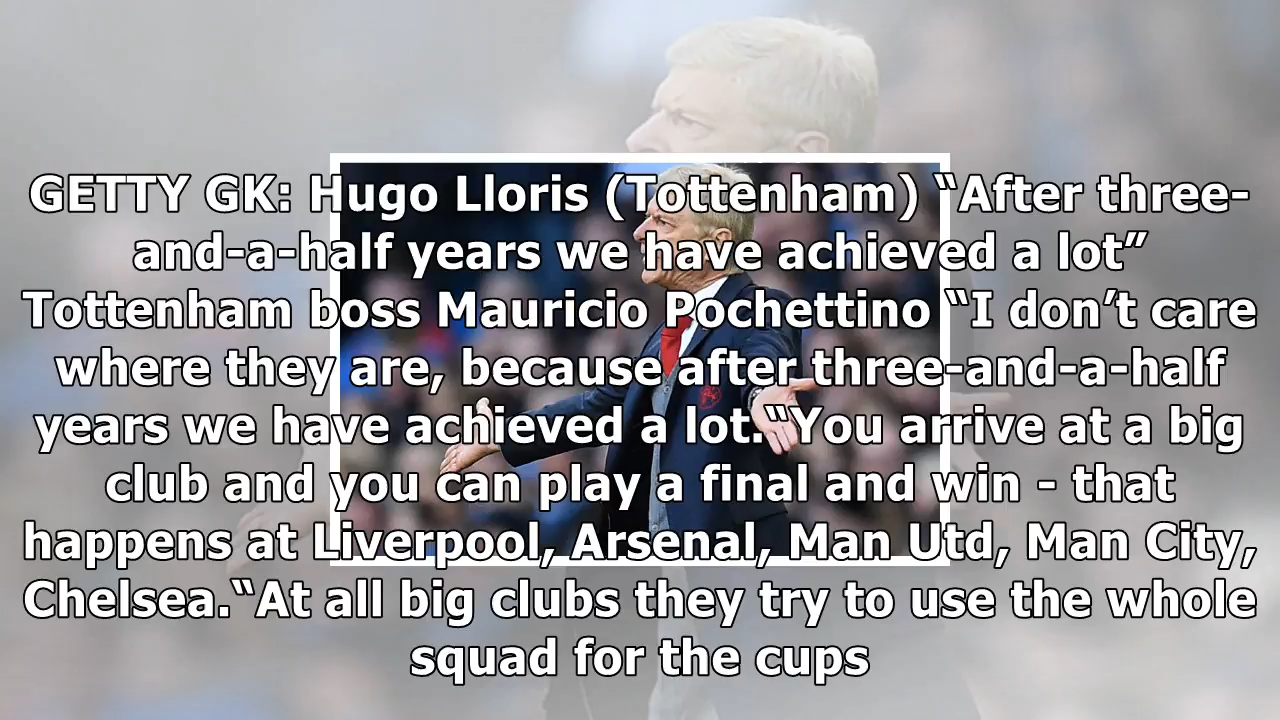 GETTY GK: Hugo Lloris (Tottenham) “After three-
and-a-half years we have achieved a lot”
Tottenham boss Mauricio Pochettino “I don’t care
where they are, because after three-and-a-half
years we have achieved a lot.“You arrive at a big
club and you can play a final and win - that
happens at Liverpool, Arsenal, Man Utd, Man City,
Chelsea.“At all big clubs they try to use the whole
squad for the cups